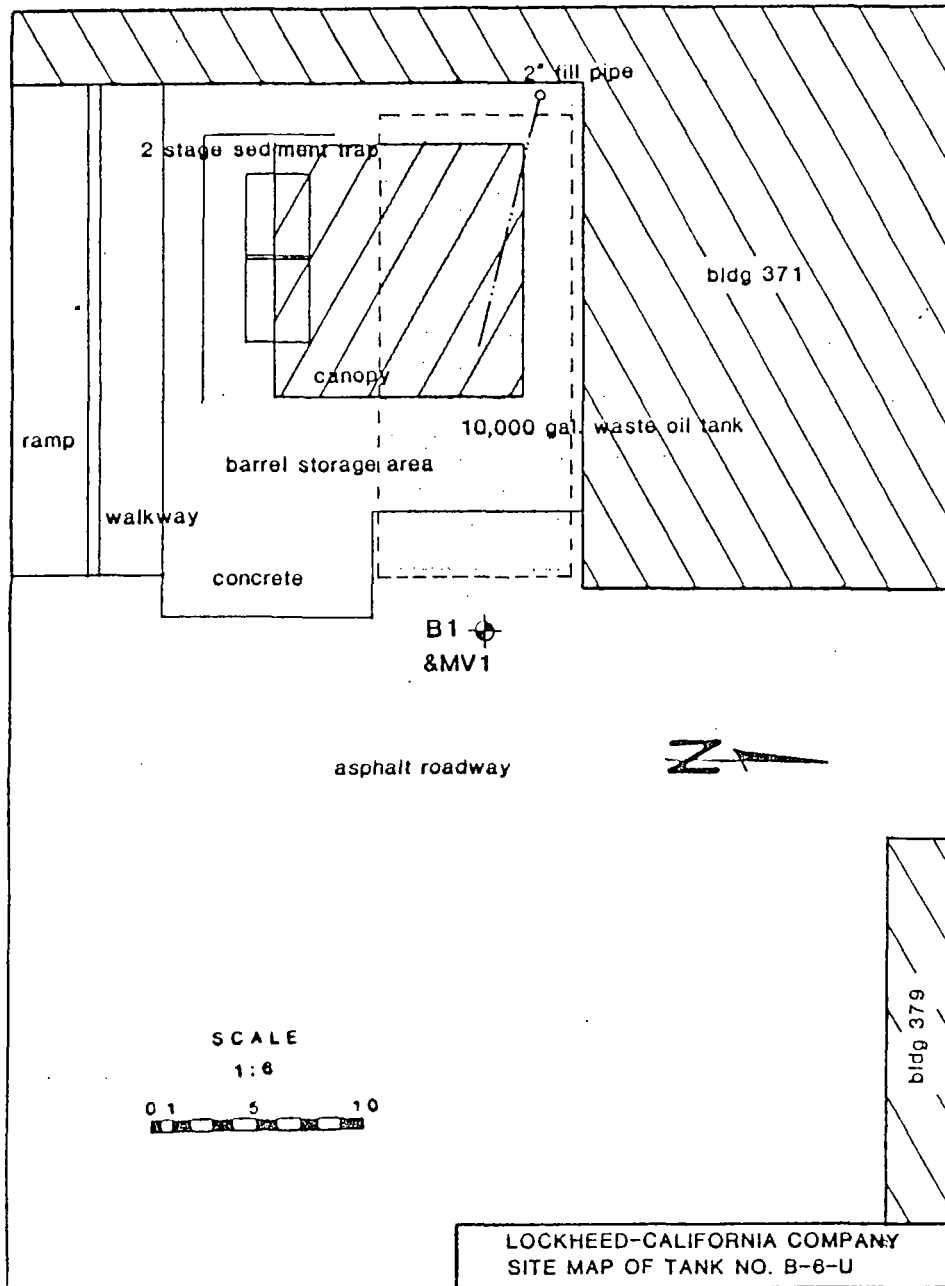 2" fill pipe
2 stage sediment trap
bldg 371
canopy
10,000 gal. waste oil tank
ramp
barrel storage area
walkway
concrete
B1
&MV1
N
asphalt roadway
SCALE
1:6
0 1 5 10
bldg 379
LOCKHEED-CALIFORNIA COMPANY
SITE MAP OF TANK NO. B-6-U